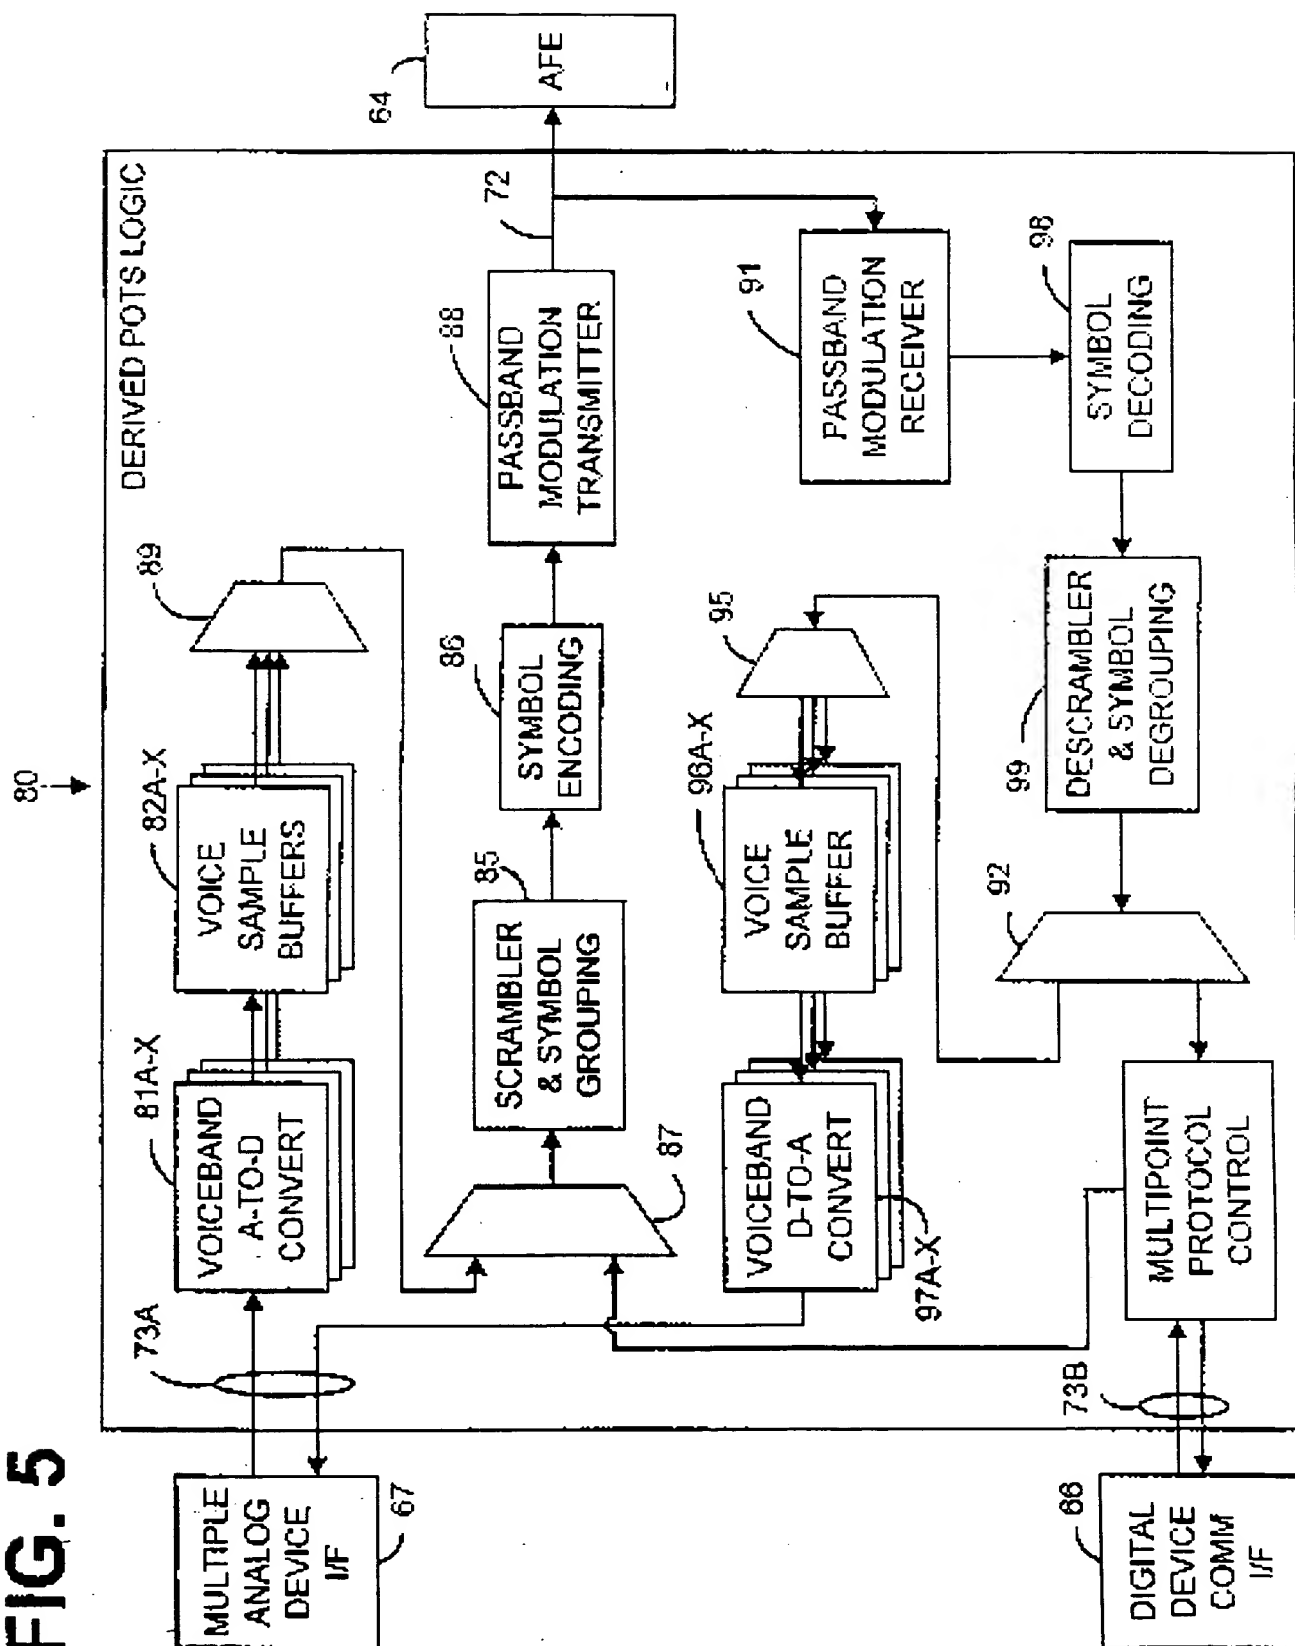 FIG. 5
80
DERIVED POTS LOGIC
MULTIPLE
ANALOG
DEVICE
I/F
67
73A
VOICEBAND
A-TO-D
CONVERT
81A-X
VOICE
SAMPLE
BUFFERS
82A-X
89
87
SCRAMBLER
& SYMBOL
GROUPING
85
SYMBOL
ENCODING
86
PASSBAND
MODULATION
TRANSMITTER
88
72
AFE
64
VOICEBAND
D-TO-A
CONVERT
97A-X
VOICE
SAMPLE
BUFFER
96A-X
95
PASSBAND
MODULATION
RECEIVER
91
DIGITAL
DEVICE
COMM
I/F
66
73B
MULTIPOINT
PROTOCOL
CONTROL
92
DESCRAMBLER
& SYMBOL
DEGROUPING
99
SYMBOL
DECODING
98